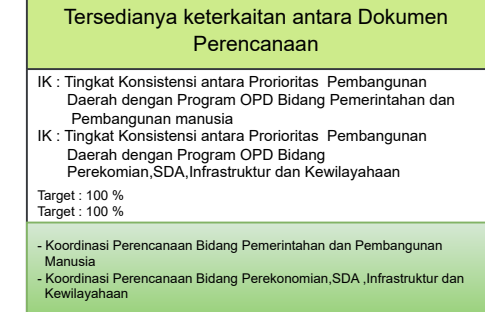 Tersedianya keterkaitan antara Dokumen
Perencanaan
IK : Tingkat Konsistensi antara Prorioritas Pembangunan
Daerah dengan Program OPD Bidang Pemerintahan dan
Pembangunan manusia
IK : Tingkat Konsistensi antara Prorioritas Pembangunan
Daerah dengan Program OPD Bidang
Perekomian,SDA,Infrastruktur dan Kewilayahaan
Target : 100 %
Target : 100 %
- Koordinasi Perencanaan Bidang Pemerintahan dan Pembangunan
Manusia
- Koordinasi Perencanaan Bidang Perekonomian,SDA ,Infrastruktur dan
Kewilayahaan